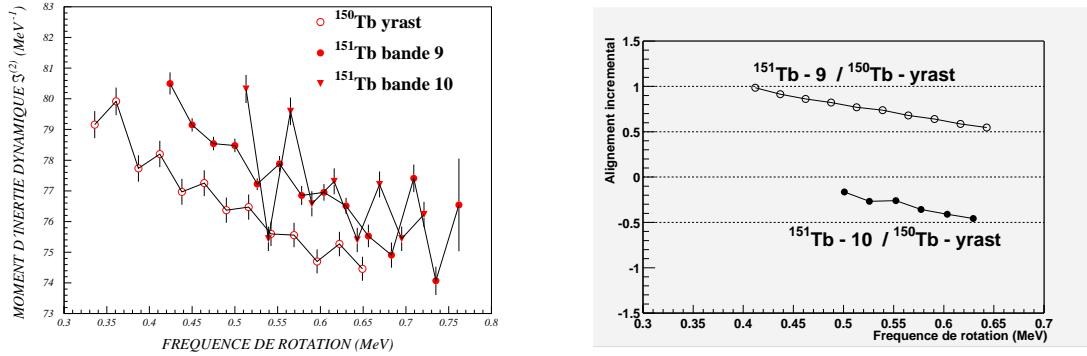 MOMENT D'INERTIE DYNAMIQUE ℑ⁽²⁾ (MeV⁻¹)
83
82
81
80
79
78
77
76
75
74
73
0.3 0.35 0.4 0.45 0.5 0.55 0.6 0.65 0.7 0.75 0.8
FREQUENCE DE ROTATION (MeV)
¹⁵⁰Tb yrast
¹⁵¹Tb bande 9
¹⁵¹Tb bande 10
Alignement incremental
1.5
1
0.5
0
-0.5
-1
-1.5
0.3 0.35 0.4 0.45 0.5 0.55 0.6 0.65 0.7
Frequence de rotation (MeV)
¹⁵¹Tb - 9 / ¹⁵⁰Tb - yrast
¹⁵¹Tb - 10 / ¹⁵⁰Tb - yrast